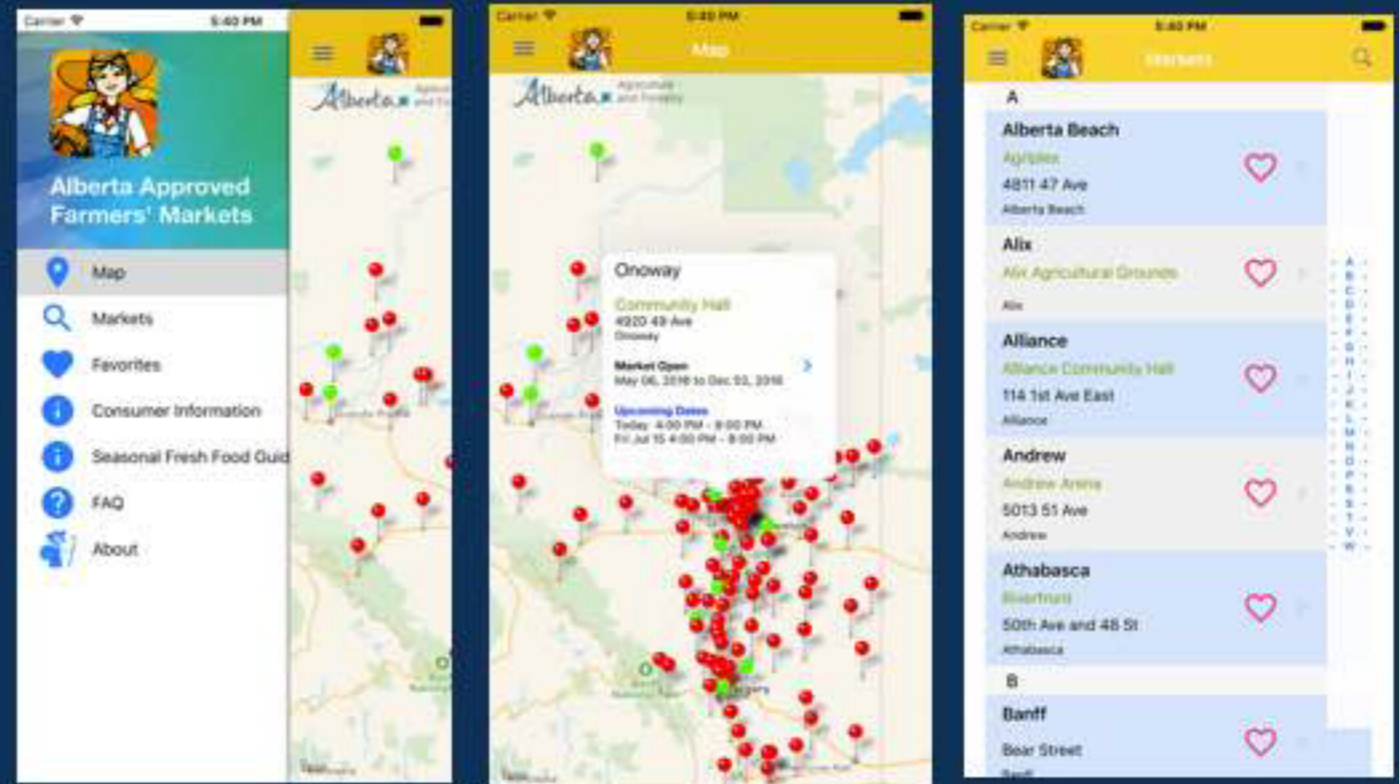 Carrier
5:40 PM
Alberta Approved
Farmers' Markets
Map
Markets
Favorites
Consumer Information
Seasonal Fresh Food Guid
FAQ
About
Alberta
Carrier
5:40 PM
Map
Alberta
Agriculture
and Forestry
Onoway
Community Hall
4920 49 Ave
Onoway
Market Open
May 06, 2016 to Dec 02, 2016
Upcoming Dates
Today 4:00 PM - 8:00 PM
Fri Jul 15 4:00 PM - 8:00 PM
Carrier
5:40 PM
Markets
A
Alberta Beach
Agriplex
4811 47 Ave
Alberta Beach
Alix
Alix Agricultural Grounds
Alix
Alliance
Alliance Community Hall
114 1st Ave East
Alliance
Andrew
Andrew Arena
5013 51 Ave
Andrew
Athabasca
Riverfront
50th Ave and 48 St
Athabasca
B
Banff
Bear Street
Banff